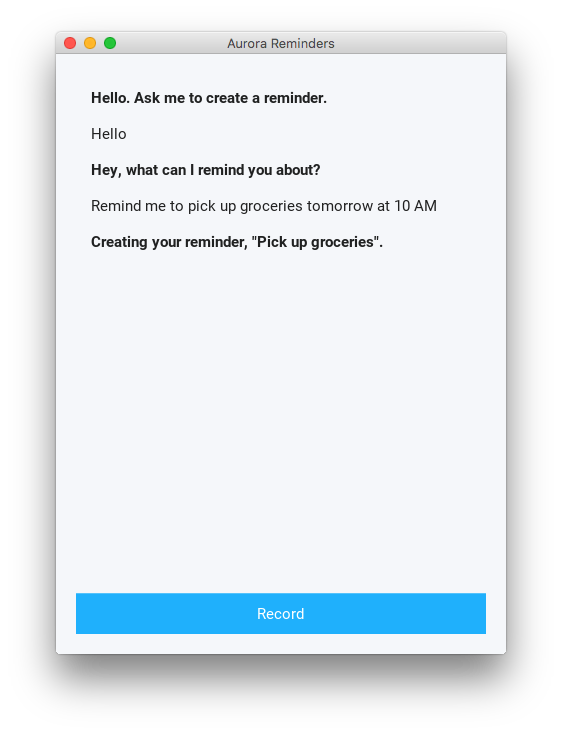 Aurora Reminders
Hello. Ask me to create a reminder.
Hello
Hey, what can I remind you about?
Remind me to pick up groceries tomorrow at 10 AM
Creating your reminder, "Pick up groceries".
Record